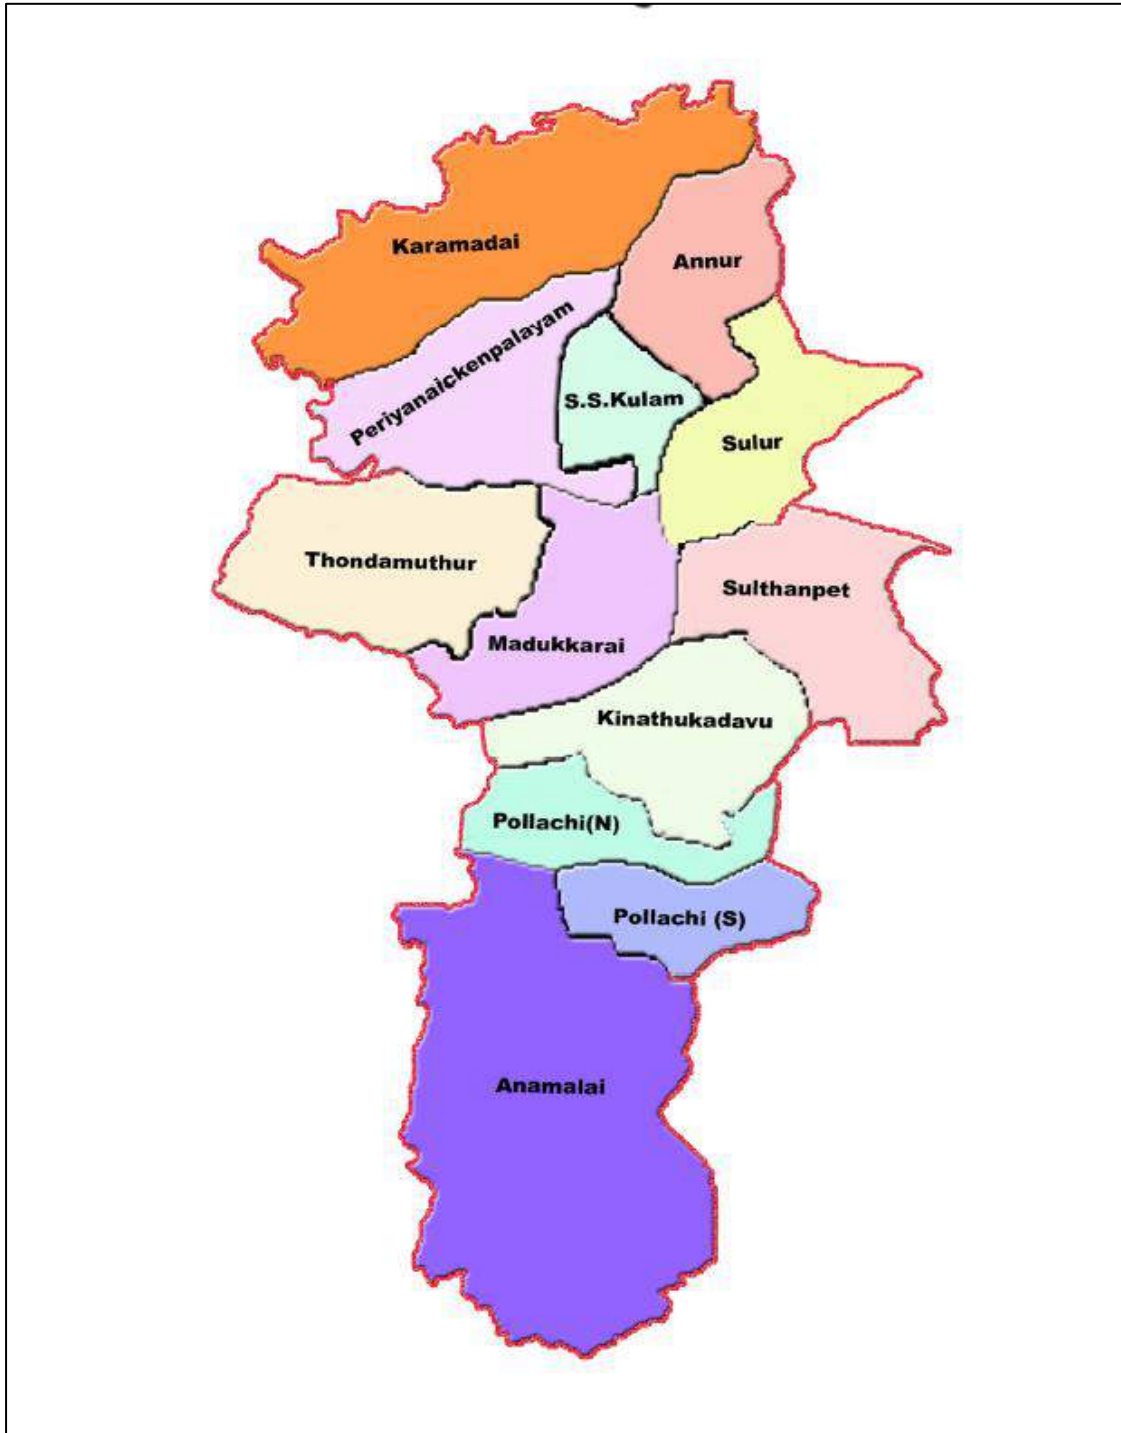 Karamadai
Annur
Periyanaickenpalayam
S.S.Kulam
Sulur
Thondamuthur
Sulthanpet
Madukkarai
Kinathukadavu
Pollachi(N)
Pollachi (S)
Anamalai